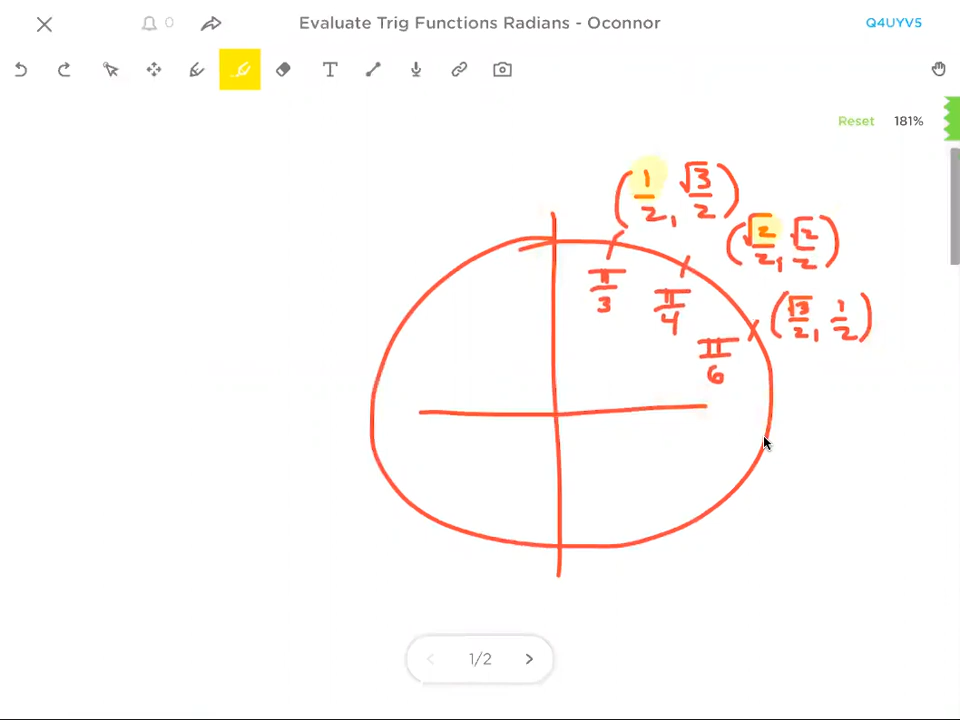 0 Evaluate Trig Functions Radians - Oconnor Q4UYV5
T
Reset 181%
(1/2, √3/2)
(√2/2, √2/2)
π/3
π/4
(√3/2, 1/2)
π/6
1/2